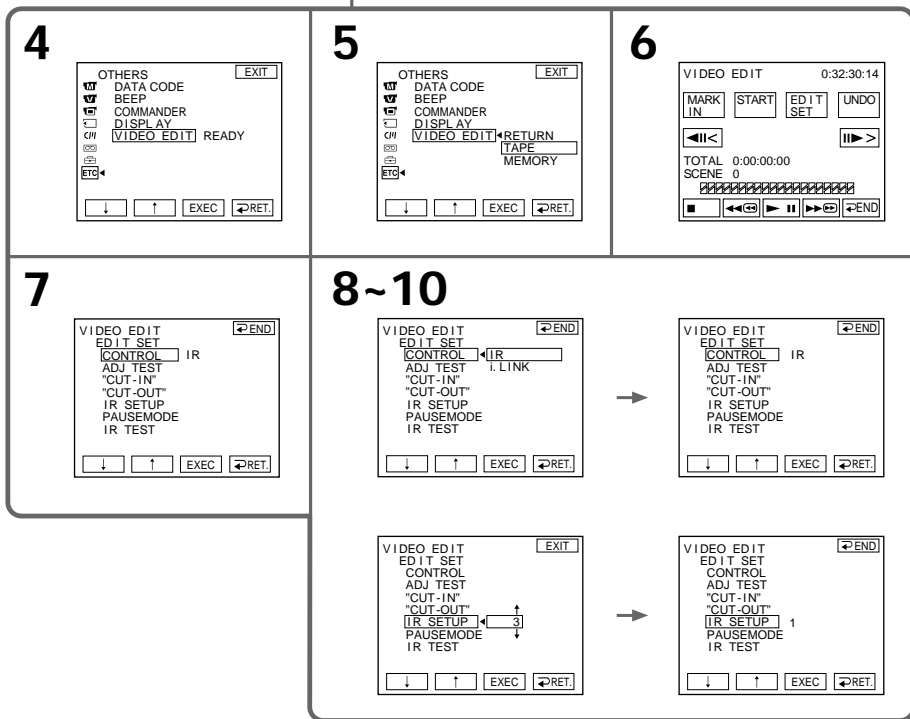 4
OTHERS
EXIT
DATA CODE
BEEP
COMMANDER
DISPLAY
VIDEO EDIT READY
ETC
↓ ↑ EXEC RET.
5
OTHERS
EXIT
DATA CODE
BEEP
COMMANDER
DISPLAY
VIDEO EDIT RETURN
TAPE
MEMORY
ETC
↓ ↑ EXEC RET.
6
VIDEO EDIT 0:32:30:14
MARK IN START EDIT SET UNDO
TOTAL 0:00:00:00
SCENE 0
END
7
VIDEO EDIT END
EDIT SET
CONTROL IR
ADJ TEST
"CUT-IN"
"CUT-OUT"
IR SETUP
PAUSEMODE
IR TEST
↓ ↑ EXEC RET.
8~10
VIDEO EDIT END
EDIT SET
CONTROL IR
ADJ TEST i.LINK
"CUT-IN"
"CUT-OUT"
IR SETUP
PAUSEMODE
IR TEST
↓ ↑ EXEC RET.
VIDEO EDIT END
EDIT SET
CONTROL IR
ADJ TEST
"CUT-IN"
"CUT-OUT"
IR SETUP
PAUSEMODE
IR TEST
↓ ↑ EXEC RET.
VIDEO EDIT EXIT
EDIT SET
CONTROL
ADJ TEST
"CUT-IN"
"CUT-OUT"
IR SETUP 3
PAUSEMODE
IR TEST
↓ ↑ EXEC RET.
VIDEO EDIT END
EDIT SET
CONTROL
ADJ TEST
"CUT-IN"
"CUT-OUT"
IR SETUP 1
PAUSEMODE
IR TEST
↓ ↑ EXEC RET.